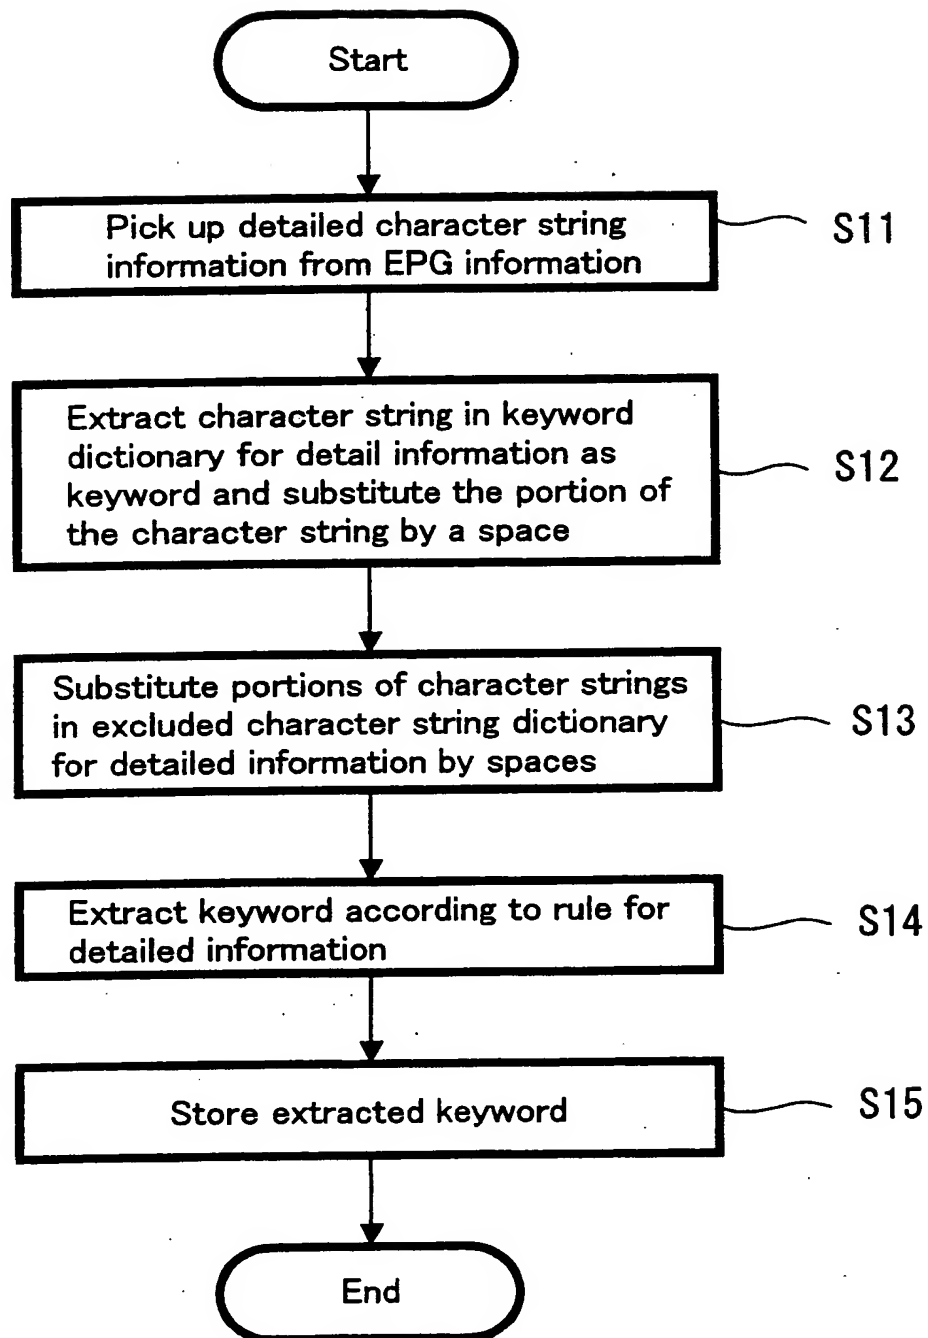 Start
Pick up detailed character string
information from EPG information
S11
Extract character string in keyword
dictionary for detail information as
keyword and substitute the portion of
the character string by a space
S12
Substitute portions of character strings
in excluded character string dictionary
for detailed information by spaces
S13
Extract keyword according to rule for
detailed information
S14
Store extracted keyword
S15
End